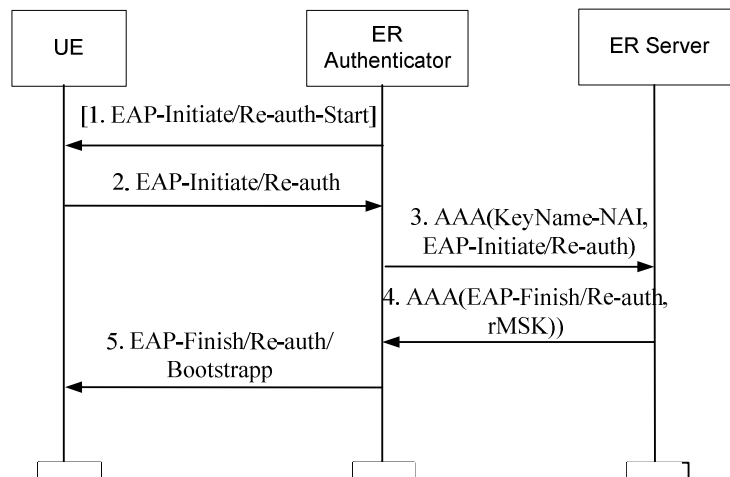 UE
ER
Authenticator
ER Server
[1. EAP-Initiate/Re-auth-Start]
2. EAP-Initiate/Re-auth
3. AAA(KeyName-NAI,
EAP-Initiate/Re-auth)
4. AAA(EAP-Finish/Re-auth,
rMSK))
5. EAP-Finish/Re-auth/
Bootstrapp